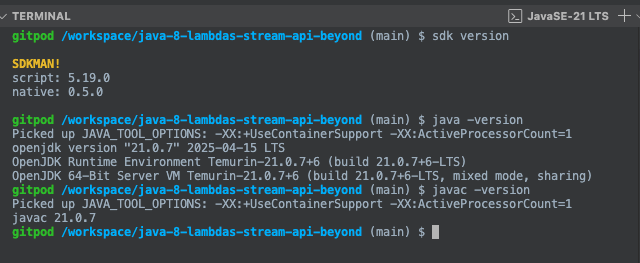 TERMINAL
JavaSE-21 LTS
gitpod /workspace/java-8-lambdas-stream-api-beyond (main) $ sdk version
SDKMAN!
script: 5.19.0
native: 0.5.0
gitpod /workspace/java-8-lambdas-stream-api-beyond (main) $ java -version
Picked up JAVA_TOOL_OPTIONS: -XX:+UseContainerSupport -XX:ActiveProcessorCount=1
openjdk version "21.0.7" 2025-04-15 LTS
OpenJDK Runtime Environment Temurin-21.0.7+6 (build 21.0.7+6-LTS)
OpenJDK 64-Bit Server VM Temurin-21.0.7+6 (build 21.0.7+6-LTS, mixed mode, sharing)
gitpod /workspace/java-8-lambdas-stream-api-beyond (main) $ javac -version
Picked up JAVA_TOOL_OPTIONS: -XX:+UseContainerSupport -XX:ActiveProcessorCount=1
javac 21.0.7
gitpod /workspace/java-8-lambdas-stream-api-beyond (main) $